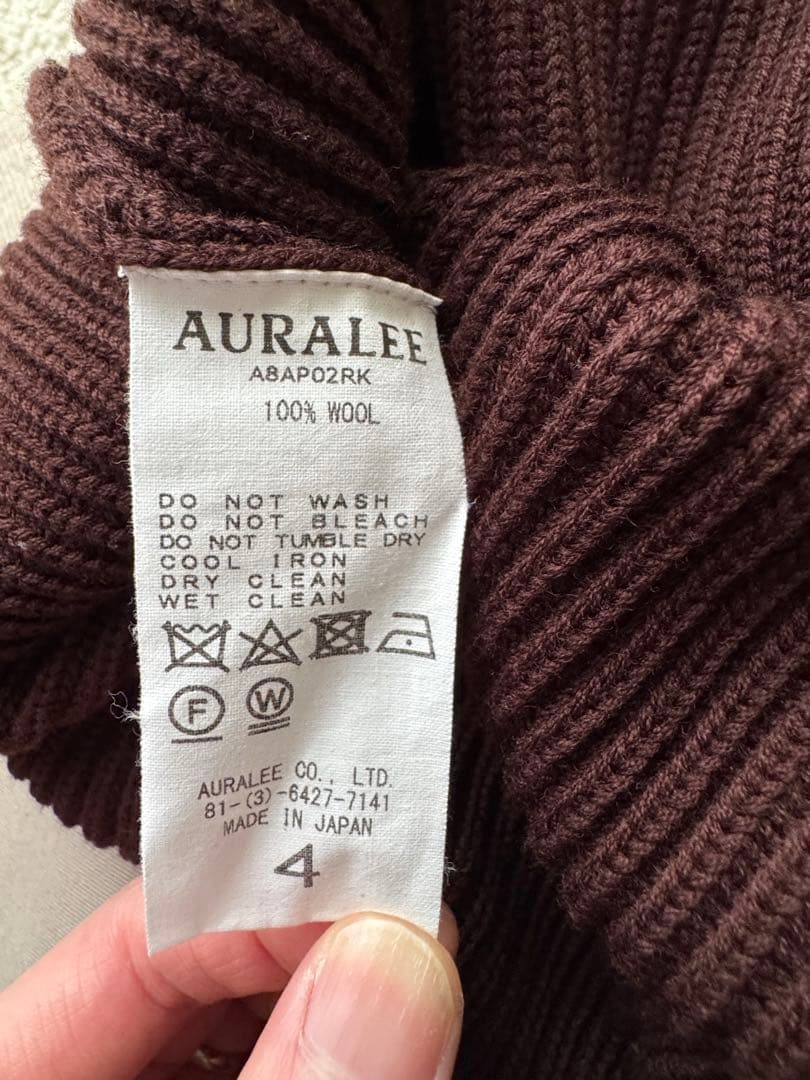 AURALEE
A8AP02RK
100% WOOL
DO NOT WASH
DO NOT BLEACH
DO NOT TUMBLE DRY
COOL IRON
DRY CLEAN
WET CLEAN
F W
AURALEE CO., LTD.
81-(3)-6427-7141
MADE IN JAPAN
4